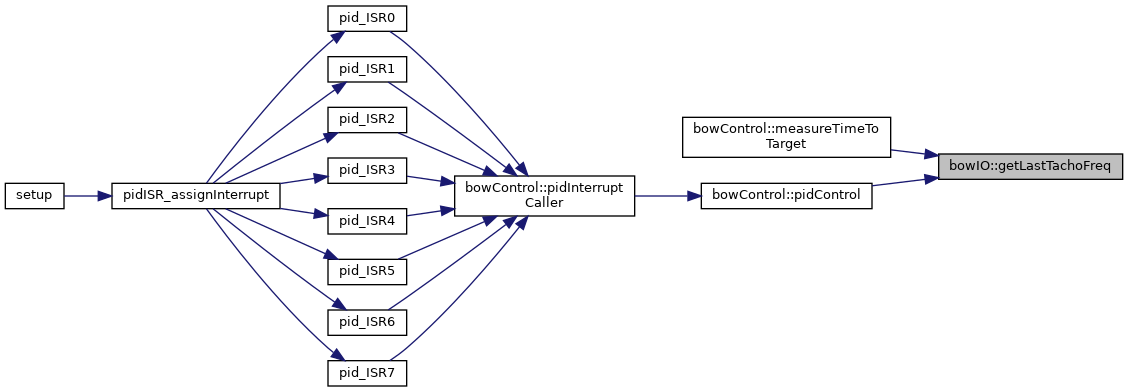 setup
pidISR_assignInterrupt
pid_ISR0
pid_ISR1
pid_ISR2
pid_ISR3
pid_ISR4
pid_ISR5
pid_ISR6
pid_ISR7
bowControl::pidInterrupt
Caller
bowControl::measureTimeTo
Target
bowControl::pidControl
bowIO::getLastTachoFreq